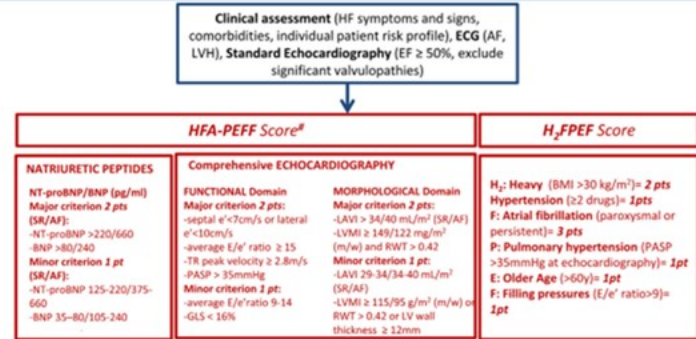 Clinical assessment (HF symptoms and signs,
comorbidities, individual patient risk profile), ECG (AF,
LVH), Standard Echocardiography (EF ≥ 50%, exclude
significant valvulopathies)
HFA-PEFF Score#
NATRIURETIC PEPTIDES
NT-proBNP/BNP (pg/ml)
Major criterion 2 pts
(SR/AF):
-NT-proBNP >220/660
-BNP >80/240
Minor criterion 1 pt
(SR/AF):
-NT-proBNP 125-220/375-
660
-BNP 35–80/105-240
Comprehensive ECHOCARDIOGRAPHY
FUNCTIONAL Domain
Major criterion 2 pts:
-septal e'<7cm/s or lateral
e'<10cm/s
-average E/e' ratio ≥ 15
-TR peak velocity ≥ 2.8m/s
-PASP > 35mmHg
Minor criterion 1 pt:
-average E/e'ratio 9-14
-GLS < 16%
MORPHOLOGICAL Domain
Major criterion 2 pts:
-LAVI > 34/40 mL/m² (SR/AF)
-LVMI ≥ 149/122 mg/m²
(m/w) and RWT > 0.42
Minor criterion 1 pt:
-LAVI 29-34/34-40 mL/m²
(SR/AF)
-LVMI ≥ 115/95 g/m² (m/w) or
RWT > 0.42 or LV wall
thickness ≥ 12mm
H₂FPEF Score
H₂: Heavy (BMI >30 kg/m²)= 2 pts
Hypertension (≥2 drugs)= 1pts
F: Atrial fibrillation (paroxysmal or
persistent)= 3 pts
P: Pulmonary hypertension (PASP
>35mmHg at echocardiography)= 1pt
E: Older Age (>60y)= 1pt
F: Filling pressures (E/e' ratio>9)=
1pt